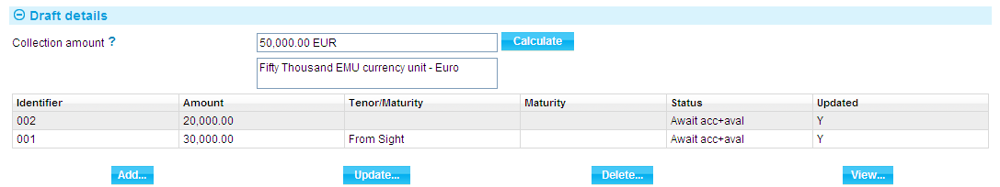 Draft details
Collection amount ? 50,000.00 EUR Calculate
Fifty Thousand EMU currency unit - Euro
Identifier Amount Tenor/Maturity Maturity Status Updated
002 20,000.00 Await acc+aval Y
001 30,000.00 From Sight Await acc+aval Y
Add... Update... Delete... View...